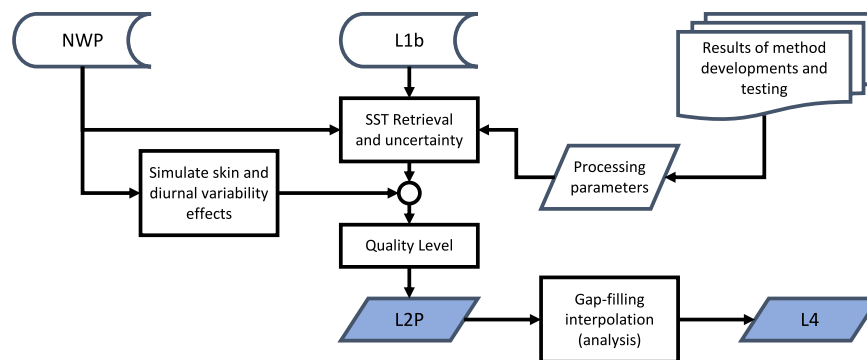 NWP
L1b
Results of method
developments and
testing
SST Retrieval
and uncertainty
Processing
parameters
Simulate skin and
diurnal variability
effects
Quality Level
L2P
Gap-filling
interpolation
(analysis)
L4